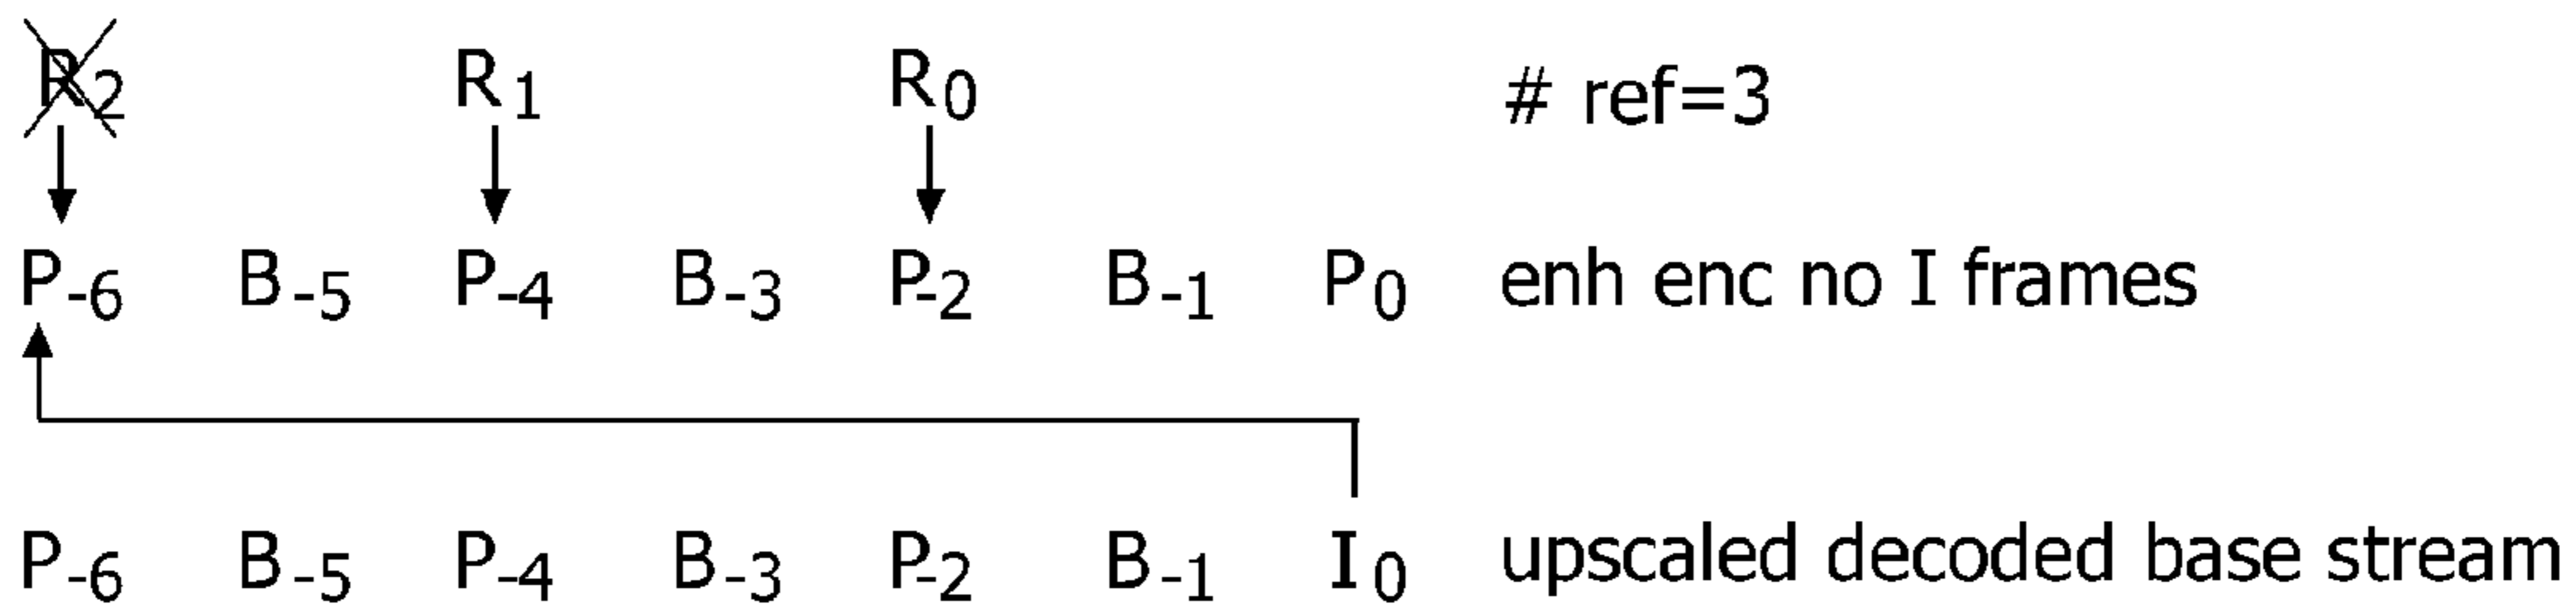 R2 R1 R0 # ref=3
P-6 B-5 P-4 B-3 P-2 B-1 P0 enh enc no I frames
P-6 B-5 P-4 B-3 P-2 B-1 I0 upscaled decoded base stream